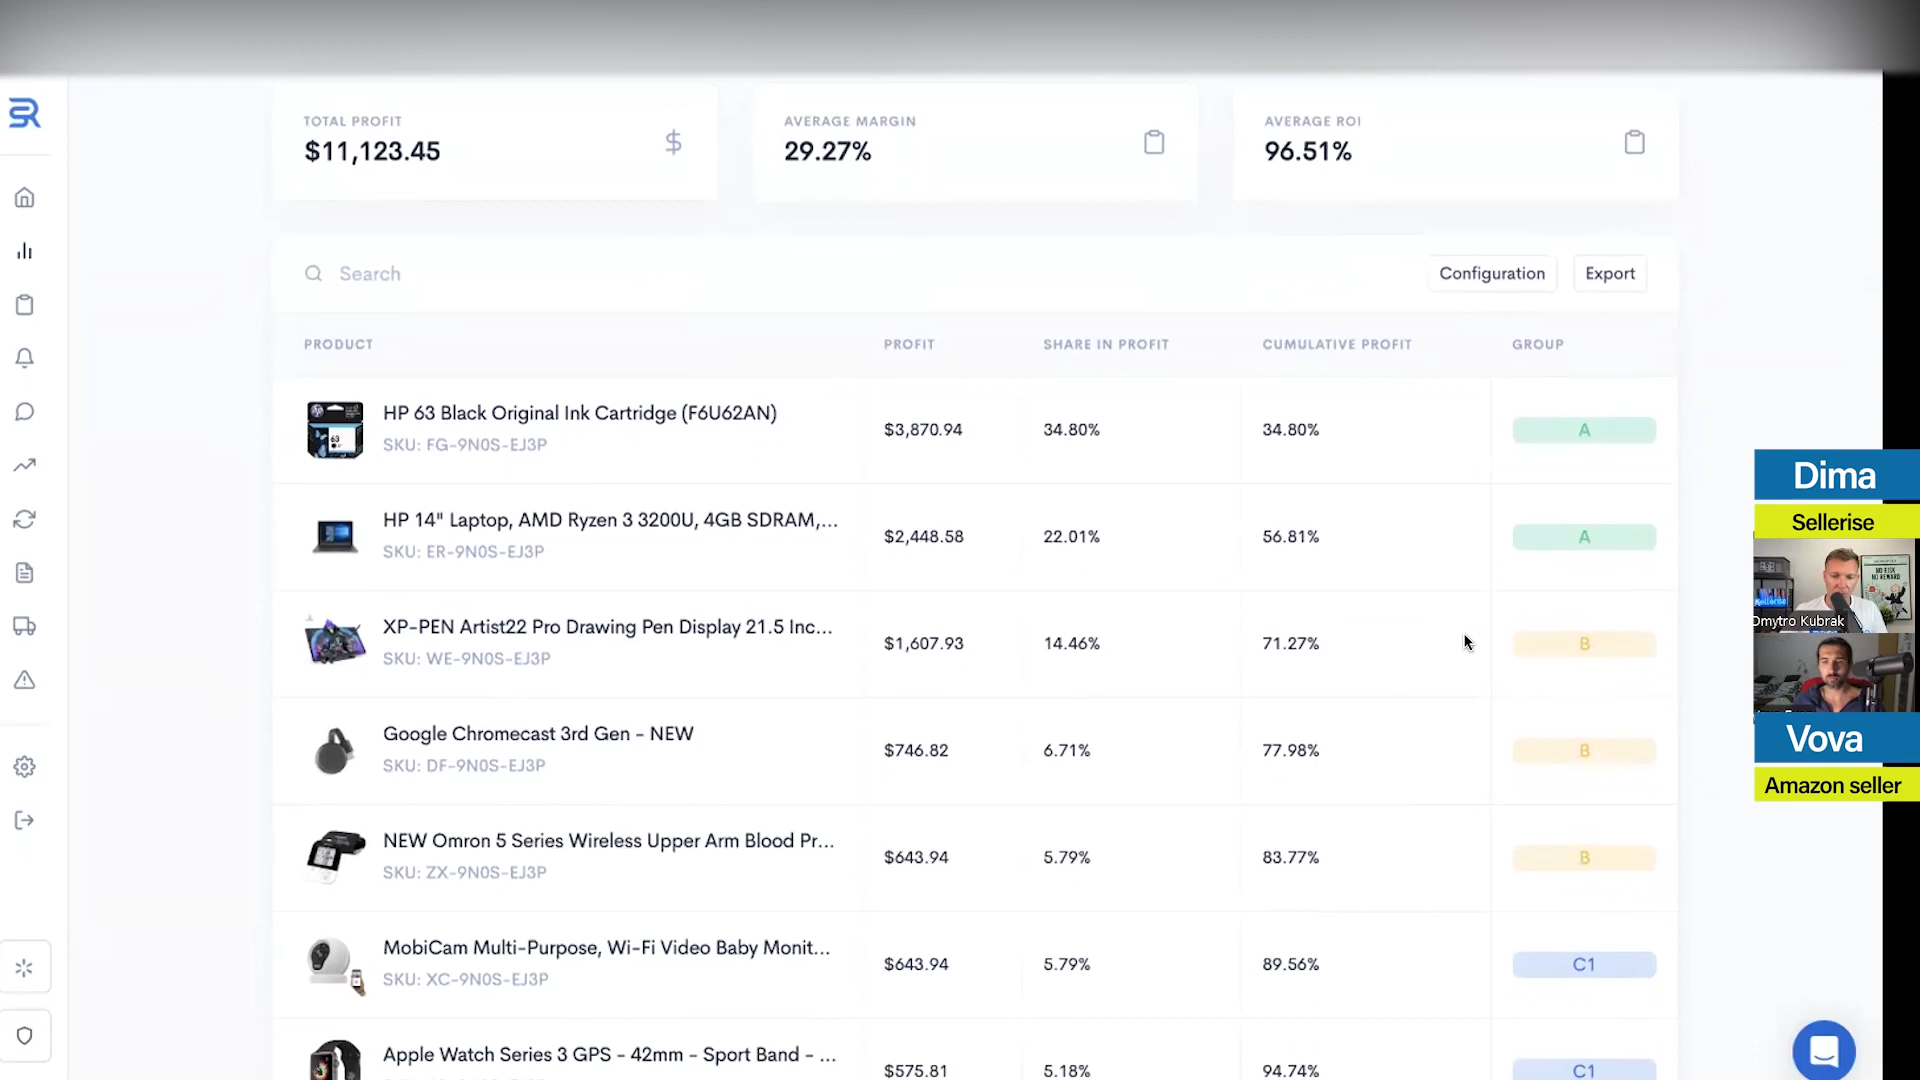 SR
TOTAL PROFIT
$11,123.45
AVERAGE MARGIN
29.27%
AVERAGE ROI
96.51%
Search
Configuration
Export
PRODUCT
PROFIT
SHARE IN PROFIT
CUMULATIVE PROFIT
GROUP
HP 63 Black Original Ink Cartridge (F6U62AN)
SKU: FG-9N0S-EJ3P
$3,870.94
34.80%
34.80%
A
HP 14" Laptop, AMD Ryzen 3 3200U, 4GB SDRAM,...
SKU: ER-9N0S-EJ3P
$2,448.58
22.01%
56.81%
A
XP-PEN Artist22 Pro Drawing Pen Display 21.5 Inc...
SKU: WE-9N0S-EJ3P
$1,607.93
14.46%
71.27%
B
Google Chromecast 3rd Gen - NEW
SKU: DF-9N0S-EJ3P
$746.82
6.71%
77.98%
B
NEW Omron 5 Series Wireless Upper Arm Blood Pr...
SKU: ZX-9N0S-EJ3P
$643.94
5.79%
83.77%
B
MobiCam Multi-Purpose, Wi-Fi Video Baby Monit...
SKU: XC-9N0S-EJ3P
$643.94
5.79%
89.56%
C1
Apple Watch Series 3 GPS - 42mm - Sport Band - ...
$575.81
5.18%
94.74%
C1
Dima
Sellerise
NO RISK
NO REWARD
Dmytro Kubrak
Vova
Amazon seller